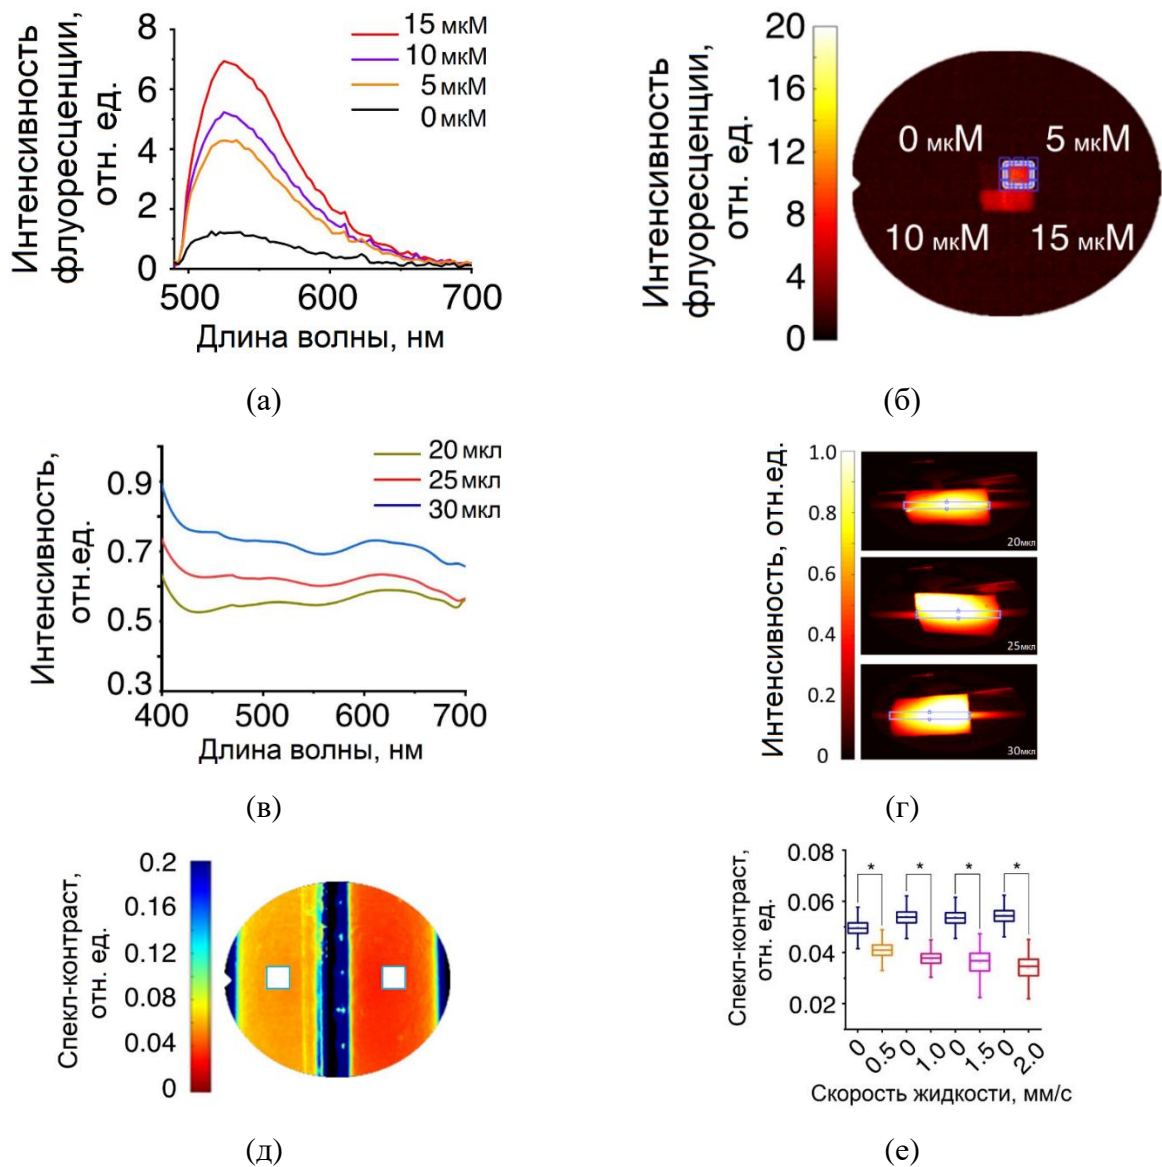 Интенсивность
флуоресценции,
отн. ед.
8
6
4
2
0
15 мкМ
10 мкМ
5 мкМ
0 мкМ
500
600
700
Длина волны, нм
(а)
Интенсивность
флуоресценции,
отн. ед.
20
16
12
8
4
0
0 мкМ
5 мкМ
10 мкМ
15 мкМ
(б)
Интенсивность,
отн.ед.
0.9
0.7
0.5
0.3
20 мкл
25 мкл
30 мкл
400
500
600
700
Длина волны, нм
(в)
Интенсивность, отн.ед.
1.0
0.8
0.6
0.4
0.2
0
20мкл
25мкл
30мкл
(г)
Спекл-контраст,
отн. ед.
0.2
0.16
0.12
0.08
0.04
0
(д)
Спекл-контраст,
отн. ед.
0.08
0.06
0.04
0.02
* * * *
0 0.5 0 1.0 0 1.5 0 2.0
Скорость жидкости, мм/с
(е)